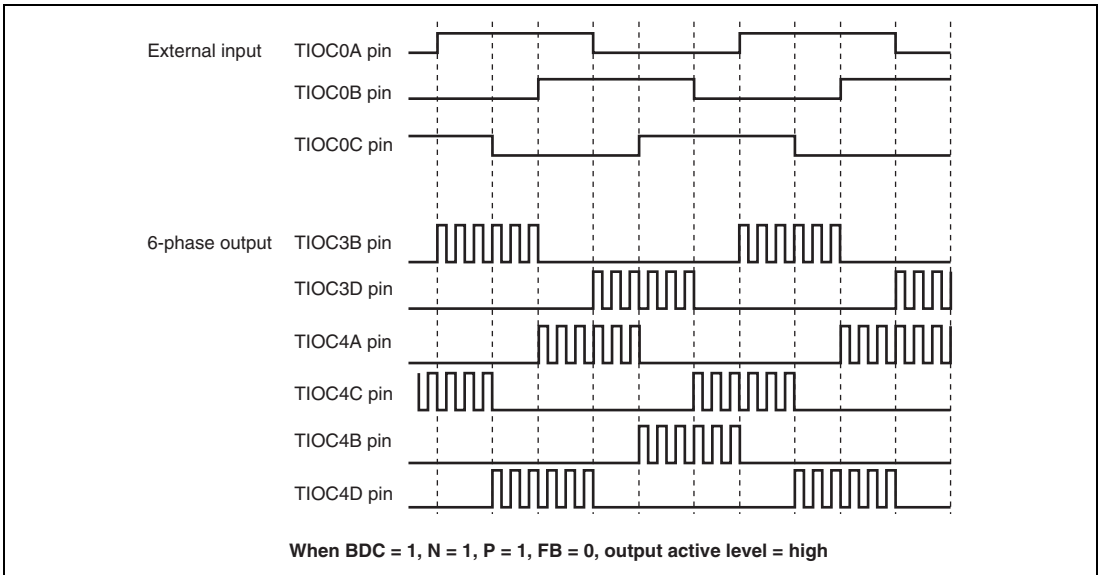 External input TIOC0A pin
TIOC0B pin
TIOC0C pin
6-phase output TIOC3B pin
TIOC3D pin
TIOC4A pin
TIOC4C pin
TIOC4B pin
TIOC4D pin
When BDC = 1, N = 1, P = 1, FB = 0, output active level = high